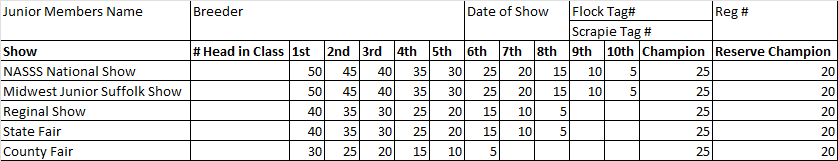 Junior Members Name Breeder Date of Show Flock Tag# Reg #
Scrapie Tag #
Show # Head in Class 1st 2nd 3rd 4th 5th 6th 7th 8th 9th 10th Champion Reserve Champion
NASSS National Show 50 45 40 35 30 25 20 15 10 5 25 20
Midwest Junior Suffolk Show 50 45 40 35 30 25 20 15 10 5 25 20
Reginal Show 40 35 30 25 20 15 10 5 25 20
State Fair 40 35 30 25 20 15 10 5 25 20
County Fair 30 25 20 15 10 5 25 20